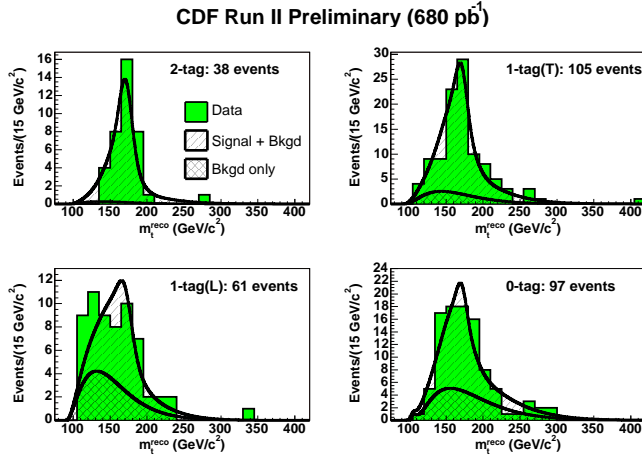 CDF Run II Preliminary (680 pb-1)
Events/(15 GeV/c2)
16
14
12
10
8
6
4
2
0
2-tag: 38 events
Data
Signal + Bkgd
Bkgd only
100 150 200 250 300 350 400
mtreco (GeV/c2)
Events/(15 GeV/c2)
30
25
20
15
10
5
0
1-tag(T): 105 events
100 150 200 250 300 350 400
mtreco (GeV/c2)
Events/(15 GeV/c2)
12
10
8
6
4
2
0
1-tag(L): 61 events
100 150 200 250 300 350 400
mtreco (GeV/c2)
Events/(15 GeV/c2)
24
22
20
18
16
14
12
10
8
6
4
2
0
0-tag: 97 events
100 150 200 250 300 350 400
mtreco (GeV/c2)